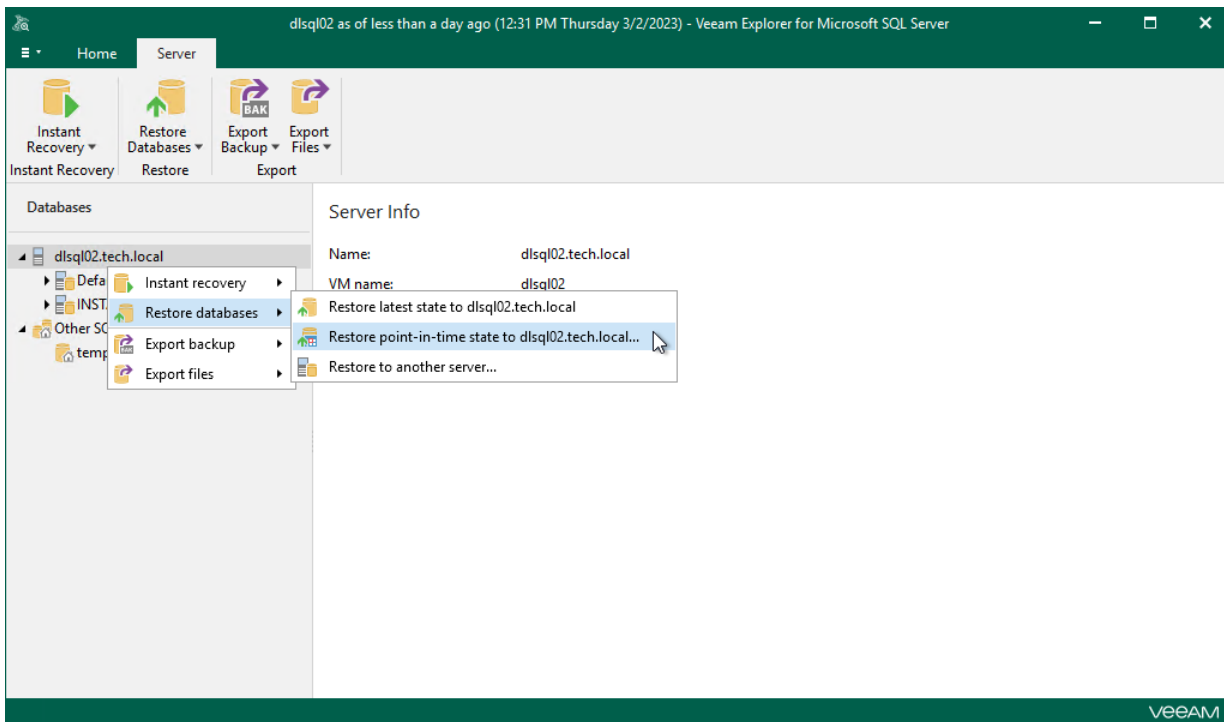 dlsql02 as of less than a day ago (12:31 PM Thursday 3/2/2023) - Veeam Explorer for Microsoft SQL Server
Home Server
Instant Recovery
Restore Databases
Export Backup
BAK
Export Files
Instant Recovery Restore Export
Databases
Server Info
dlsql02.tech.local
Name: dlsql02.tech.local
Defa
Instant recovery
VM name: dlsql02
INST
Restore databases
Restore latest state to dlsql02.tech.local
Other SC
Export backup
Restore point-in-time state to dlsql02.tech.local...
temp
Export files
Restore to another server...
VEEAM